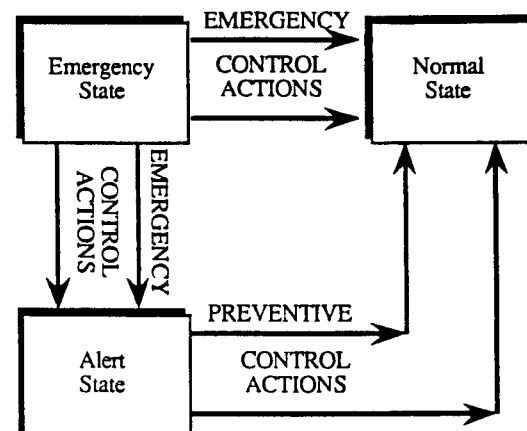 EMERGENCY
Emergency
State
CONTROL
ACTIONS
Normal
State
EMERGENCY
CONTROL
ACTIONS
PREVENTIVE
CONTROL
ACTIONS
Alert
State